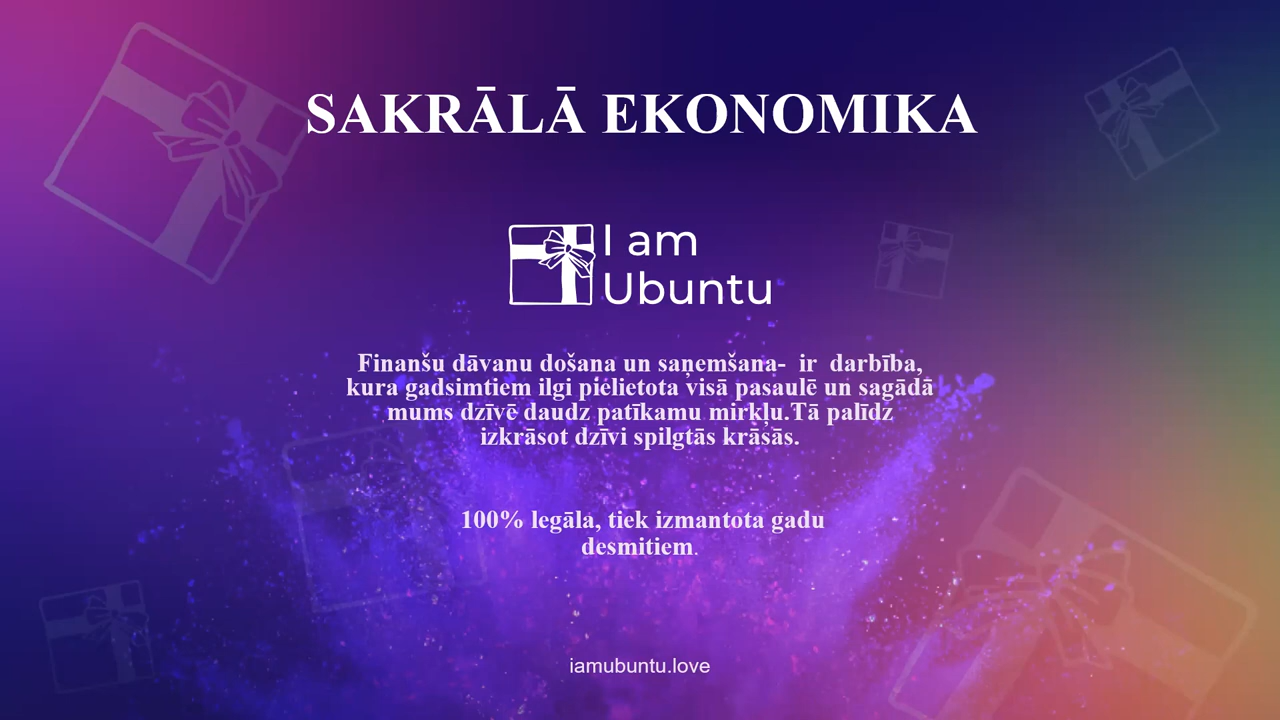 SAKRĀLĀ EKONOMIKA
I am
Ubuntu
Finanšu dāvanu došana un saņemšana-  ir  darbība,
kura gadsimtiem ilgi pielietota visā pasaulē un sagādā
mums dzīvē daudz patīkamu mirkļu.Tā palīdz
izkrāsot dzīvi spilgtās krāsās.
100% legāla, tiek izmantota gadu
desmitiem.
iamubuntu.love